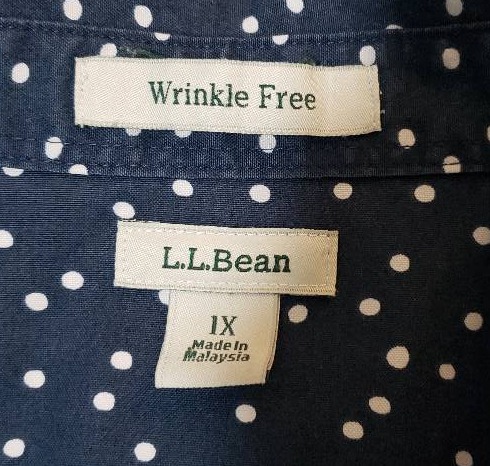 Wrinkle Free
L.L.Bean
1X
Made In
Malaysia